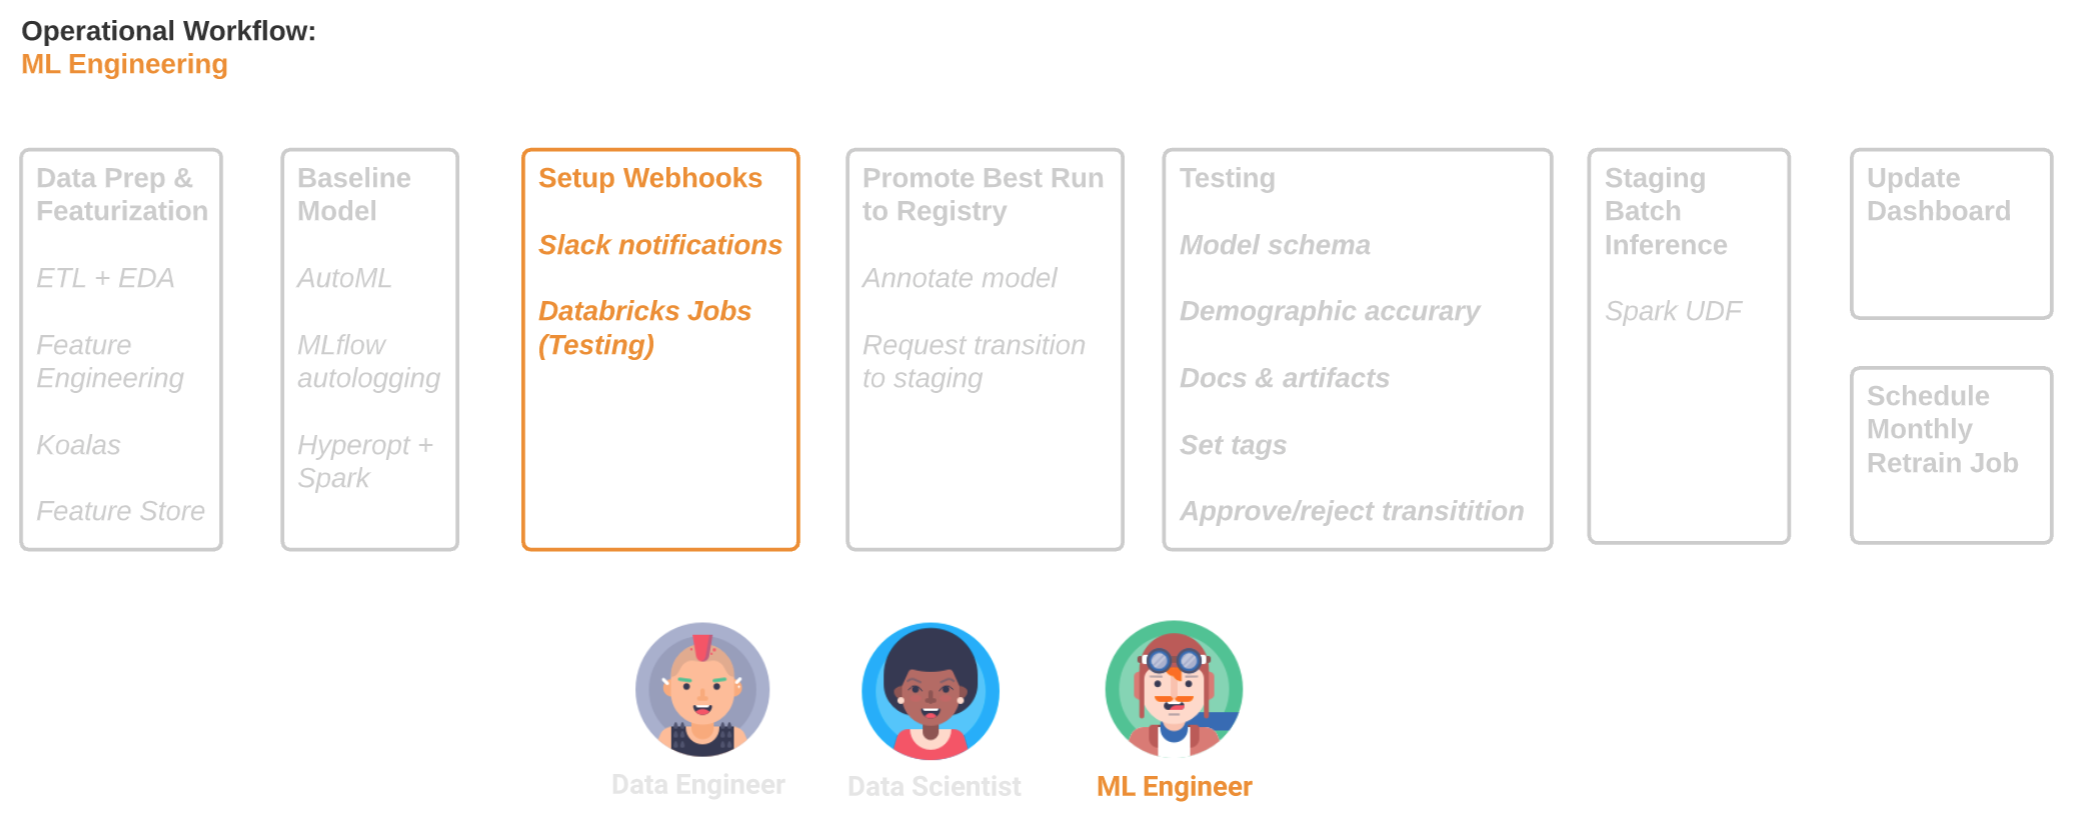 Operational Workflow:
ML Engineering
Data Prep &
Featurization
ETL + EDA
Feature
Engineering
Koalas
Feature Store
Baseline
Model
AutoML
MLflow
autologging
Hyperopt +
Spark
Setup Webhooks
Slack notifications
Databricks Jobs
(Testing)
Promote Best Run
to Registry
Annotate model
Request transition
to staging
Testing
Model schema
Demographic accurary
Docs & artifacts
Set tags
Approve/reject transitition
Staging
Batch
Inference
Spark UDF
Update
Dashboard
Schedule
Monthly
Retrain Job
Data Engineer
Data Scientist
ML Engineer